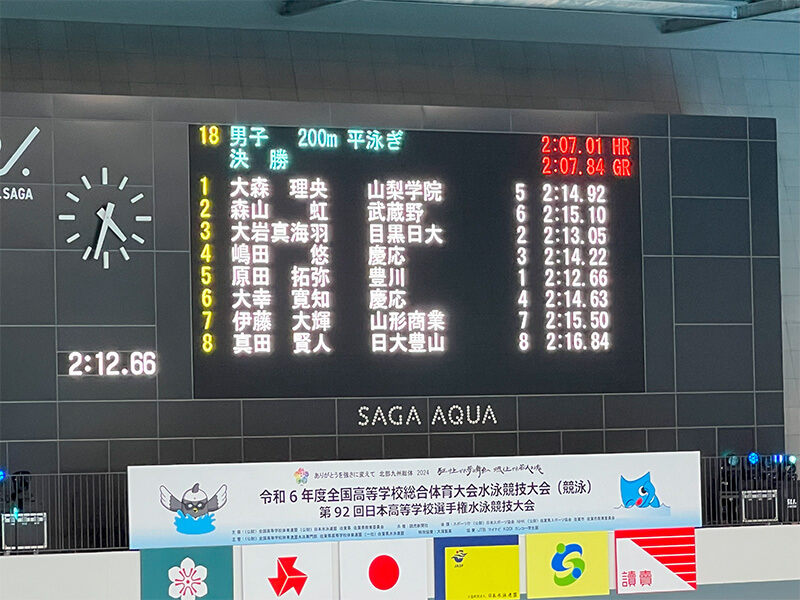 18 男子 200m 平泳ぎ 2:07.01 HR
決 勝 2:07.84 GR
1 大森 理央 山梨学院 5 2:14.92
2 森山 虹 武蔵野 6 2:15.10
3 大岩真海羽 目黒日大 2 2:13.05
4 嶋田 悠 慶応 3 2:14.22
5 原田 拓弥 豊川 1 2:12.66
6 大幸 寛知 慶応 4 2:14.63
7 伊藤 大輝 山形商業 7 2:15.50
8 真田 賢人 日大豊山 8 2:16.84
SAGA
2:12.66
SAGA AQUA
ありがとうを強さに変えて 北部九州総体 2024
令和6年度全国高等学校総合体育大会水泳競技大会（競泳）
第92回日本高等学校選手権水泳競技大会
讀賣